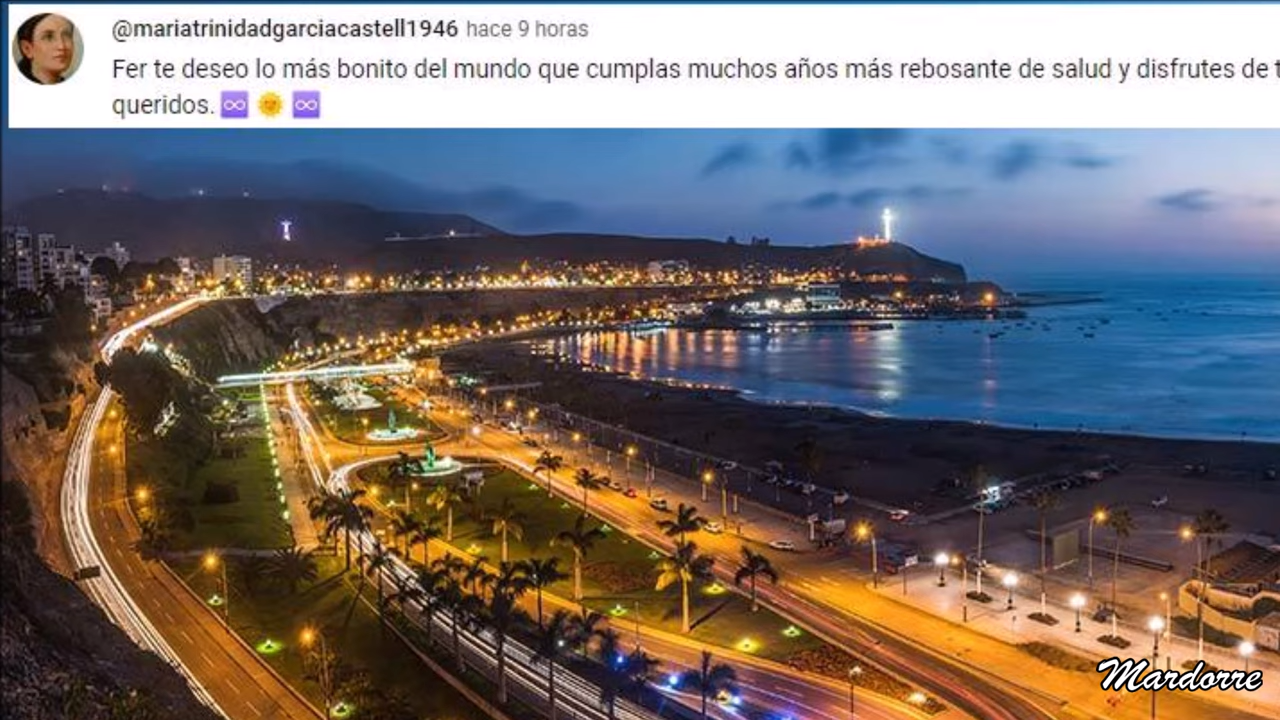 @mariatrinidadgarciacastell1946 hace 9 horas
Fer te deseo lo más bonito del mundo que cumplas muchos años más rebosante de salud y disfrutes de
queridos. ♾️ 🌞 ♾️
Mardorre